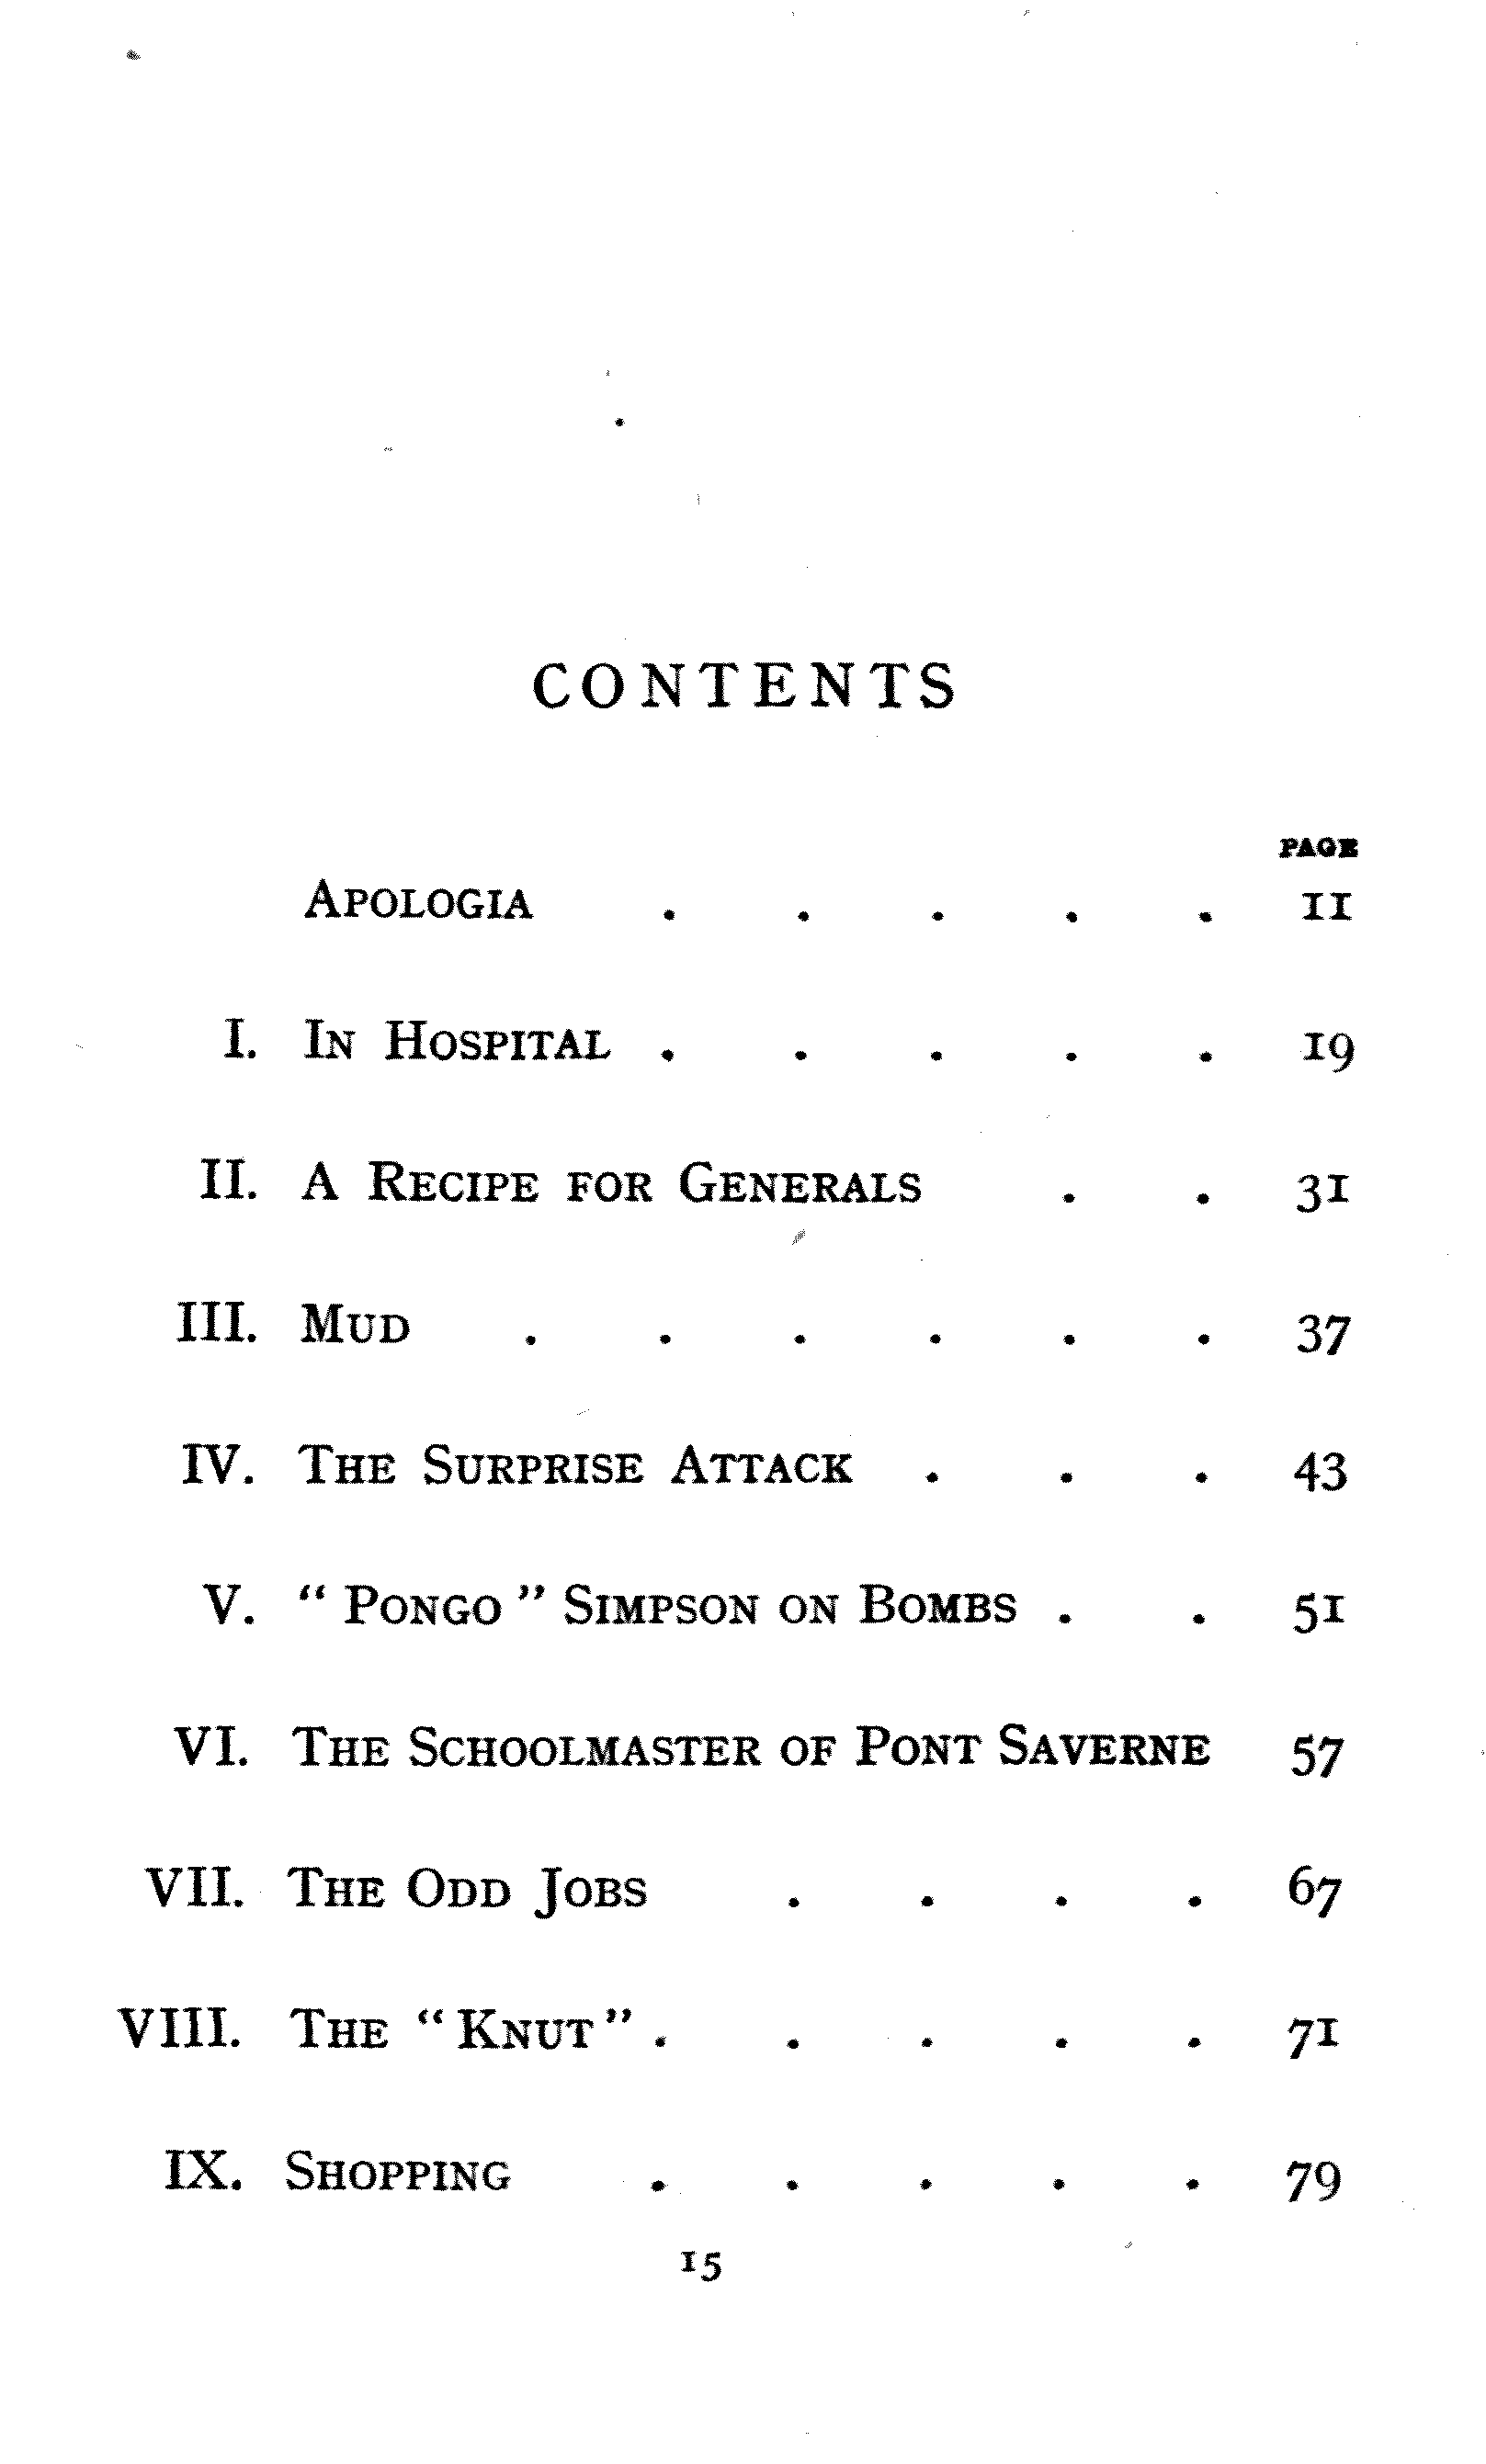 CONTENTS
PAGE
APOLOGIA . . . . . 11
I. IN HOSPITAL . . . . . 19
II. A RECIPE FOR GENERALS . . 31
III. MUD . . . . . . 37
IV. THE SURPRISE ATTACK . . . 43
V. “ PONGO ” SIMPSON ON BOMBS . . 51
VI. THE SCHOOLMASTER OF PONT SAVERNE 57
VII. THE ODD JOBS . . . . 67
VIII. THE “ KNUT ” . . . . . 71
IX. SHOPPING . . . . . 79
15